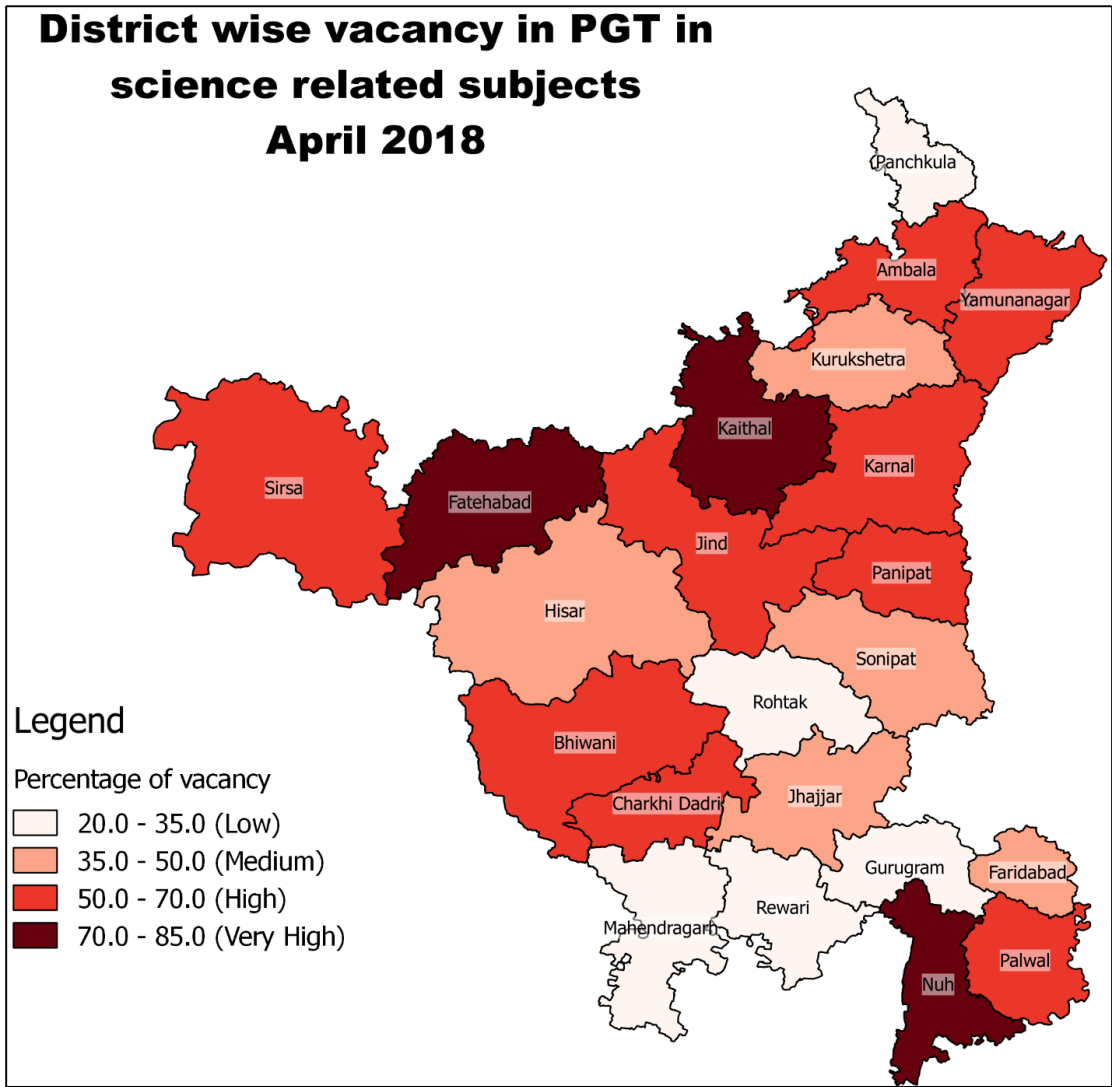 District wise vacancy in PGT in
science related subjects
April 2018
Panchkula
Ambala
Yamunanagar
Kurukshetra
Kaithal
Karnal
Sirsa
Fatehabad
Jind
Panipat
Hisar
Sonipat
Rohtak
Bhiwani
Charkhi Dadri
Jhajjar
Gurugram
Faridabad
Mahendragarh
Rewari
Palwal
Nuh
Legend
Percentage of vacancy
20.0 - 35.0 (Low)
35.0 - 50.0 (Medium)
50.0 - 70.0 (High)
70.0 - 85.0 (Very High)